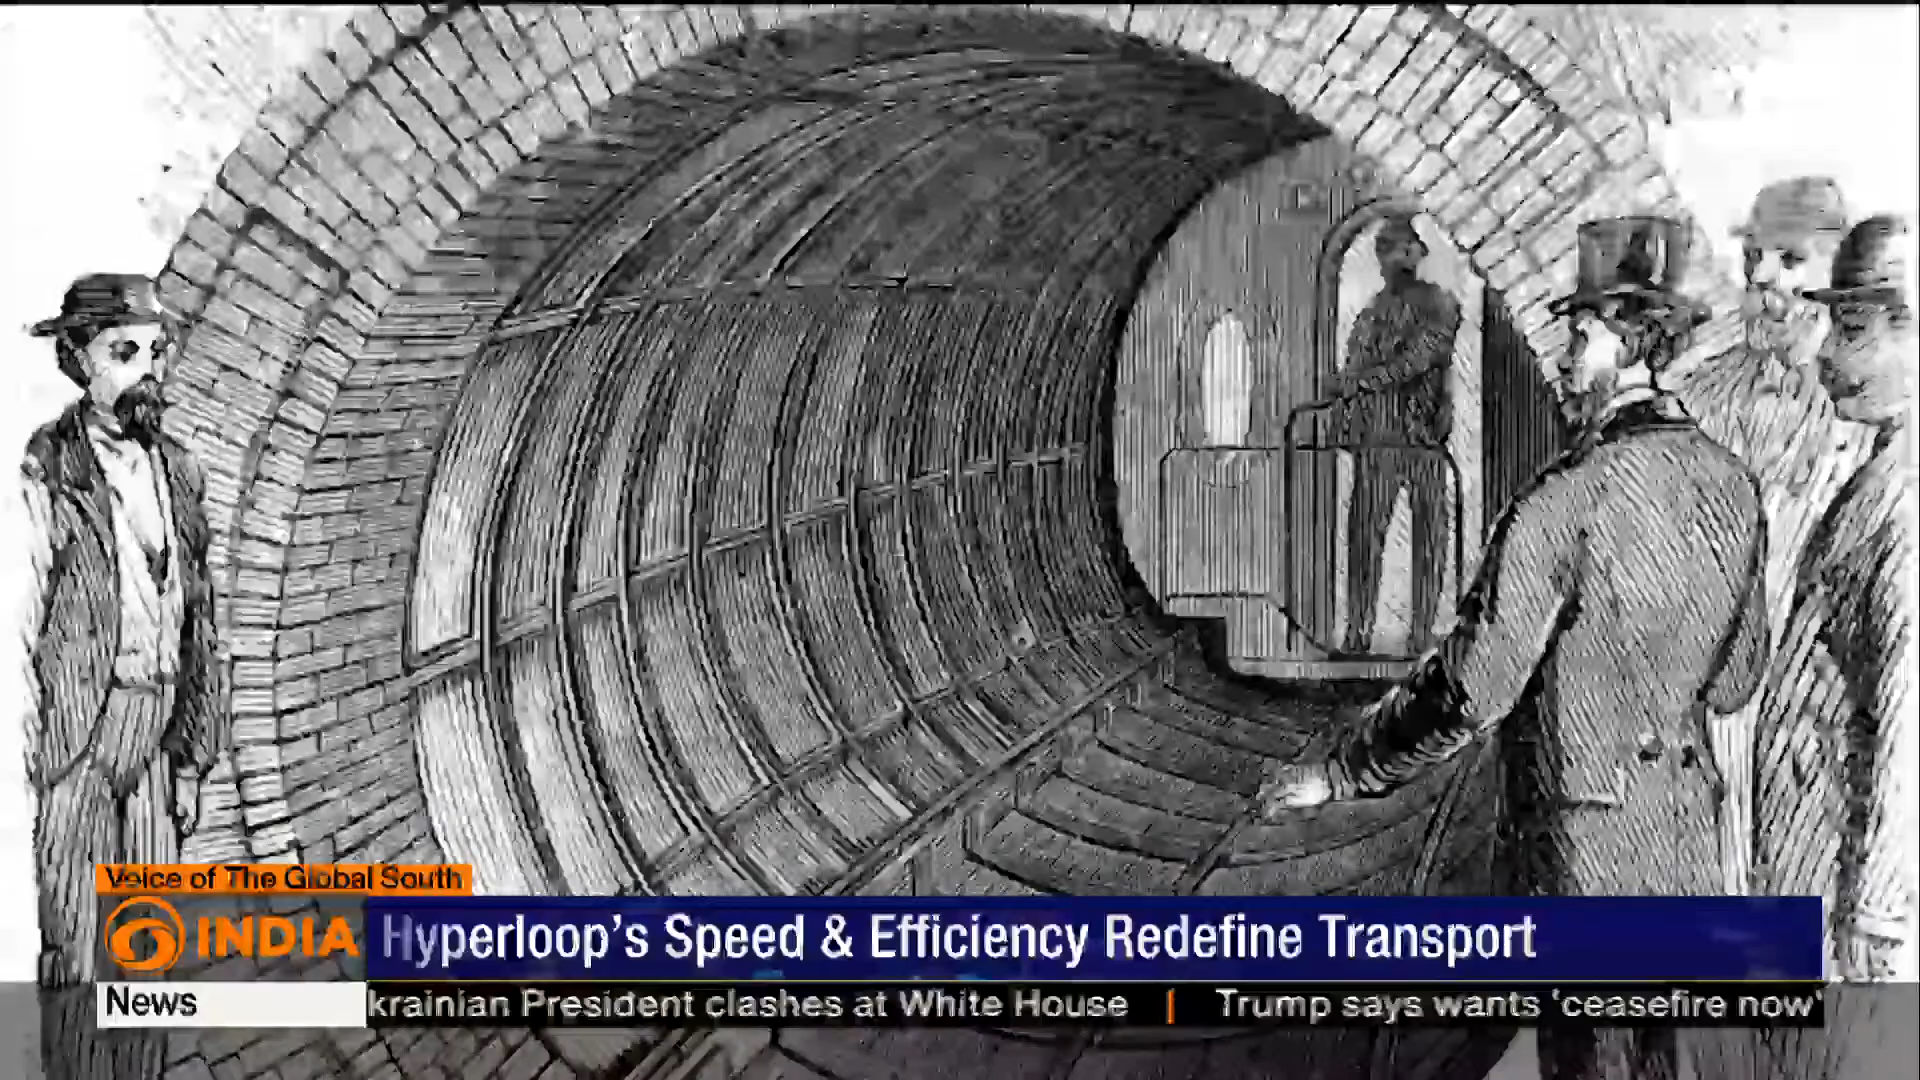 Voice of The Global South
INDIA
Hyperloop's Speed & Efficiency Redefine Transport
News
krainian President clashes at White House | Trump says wants 'ceasefire now'